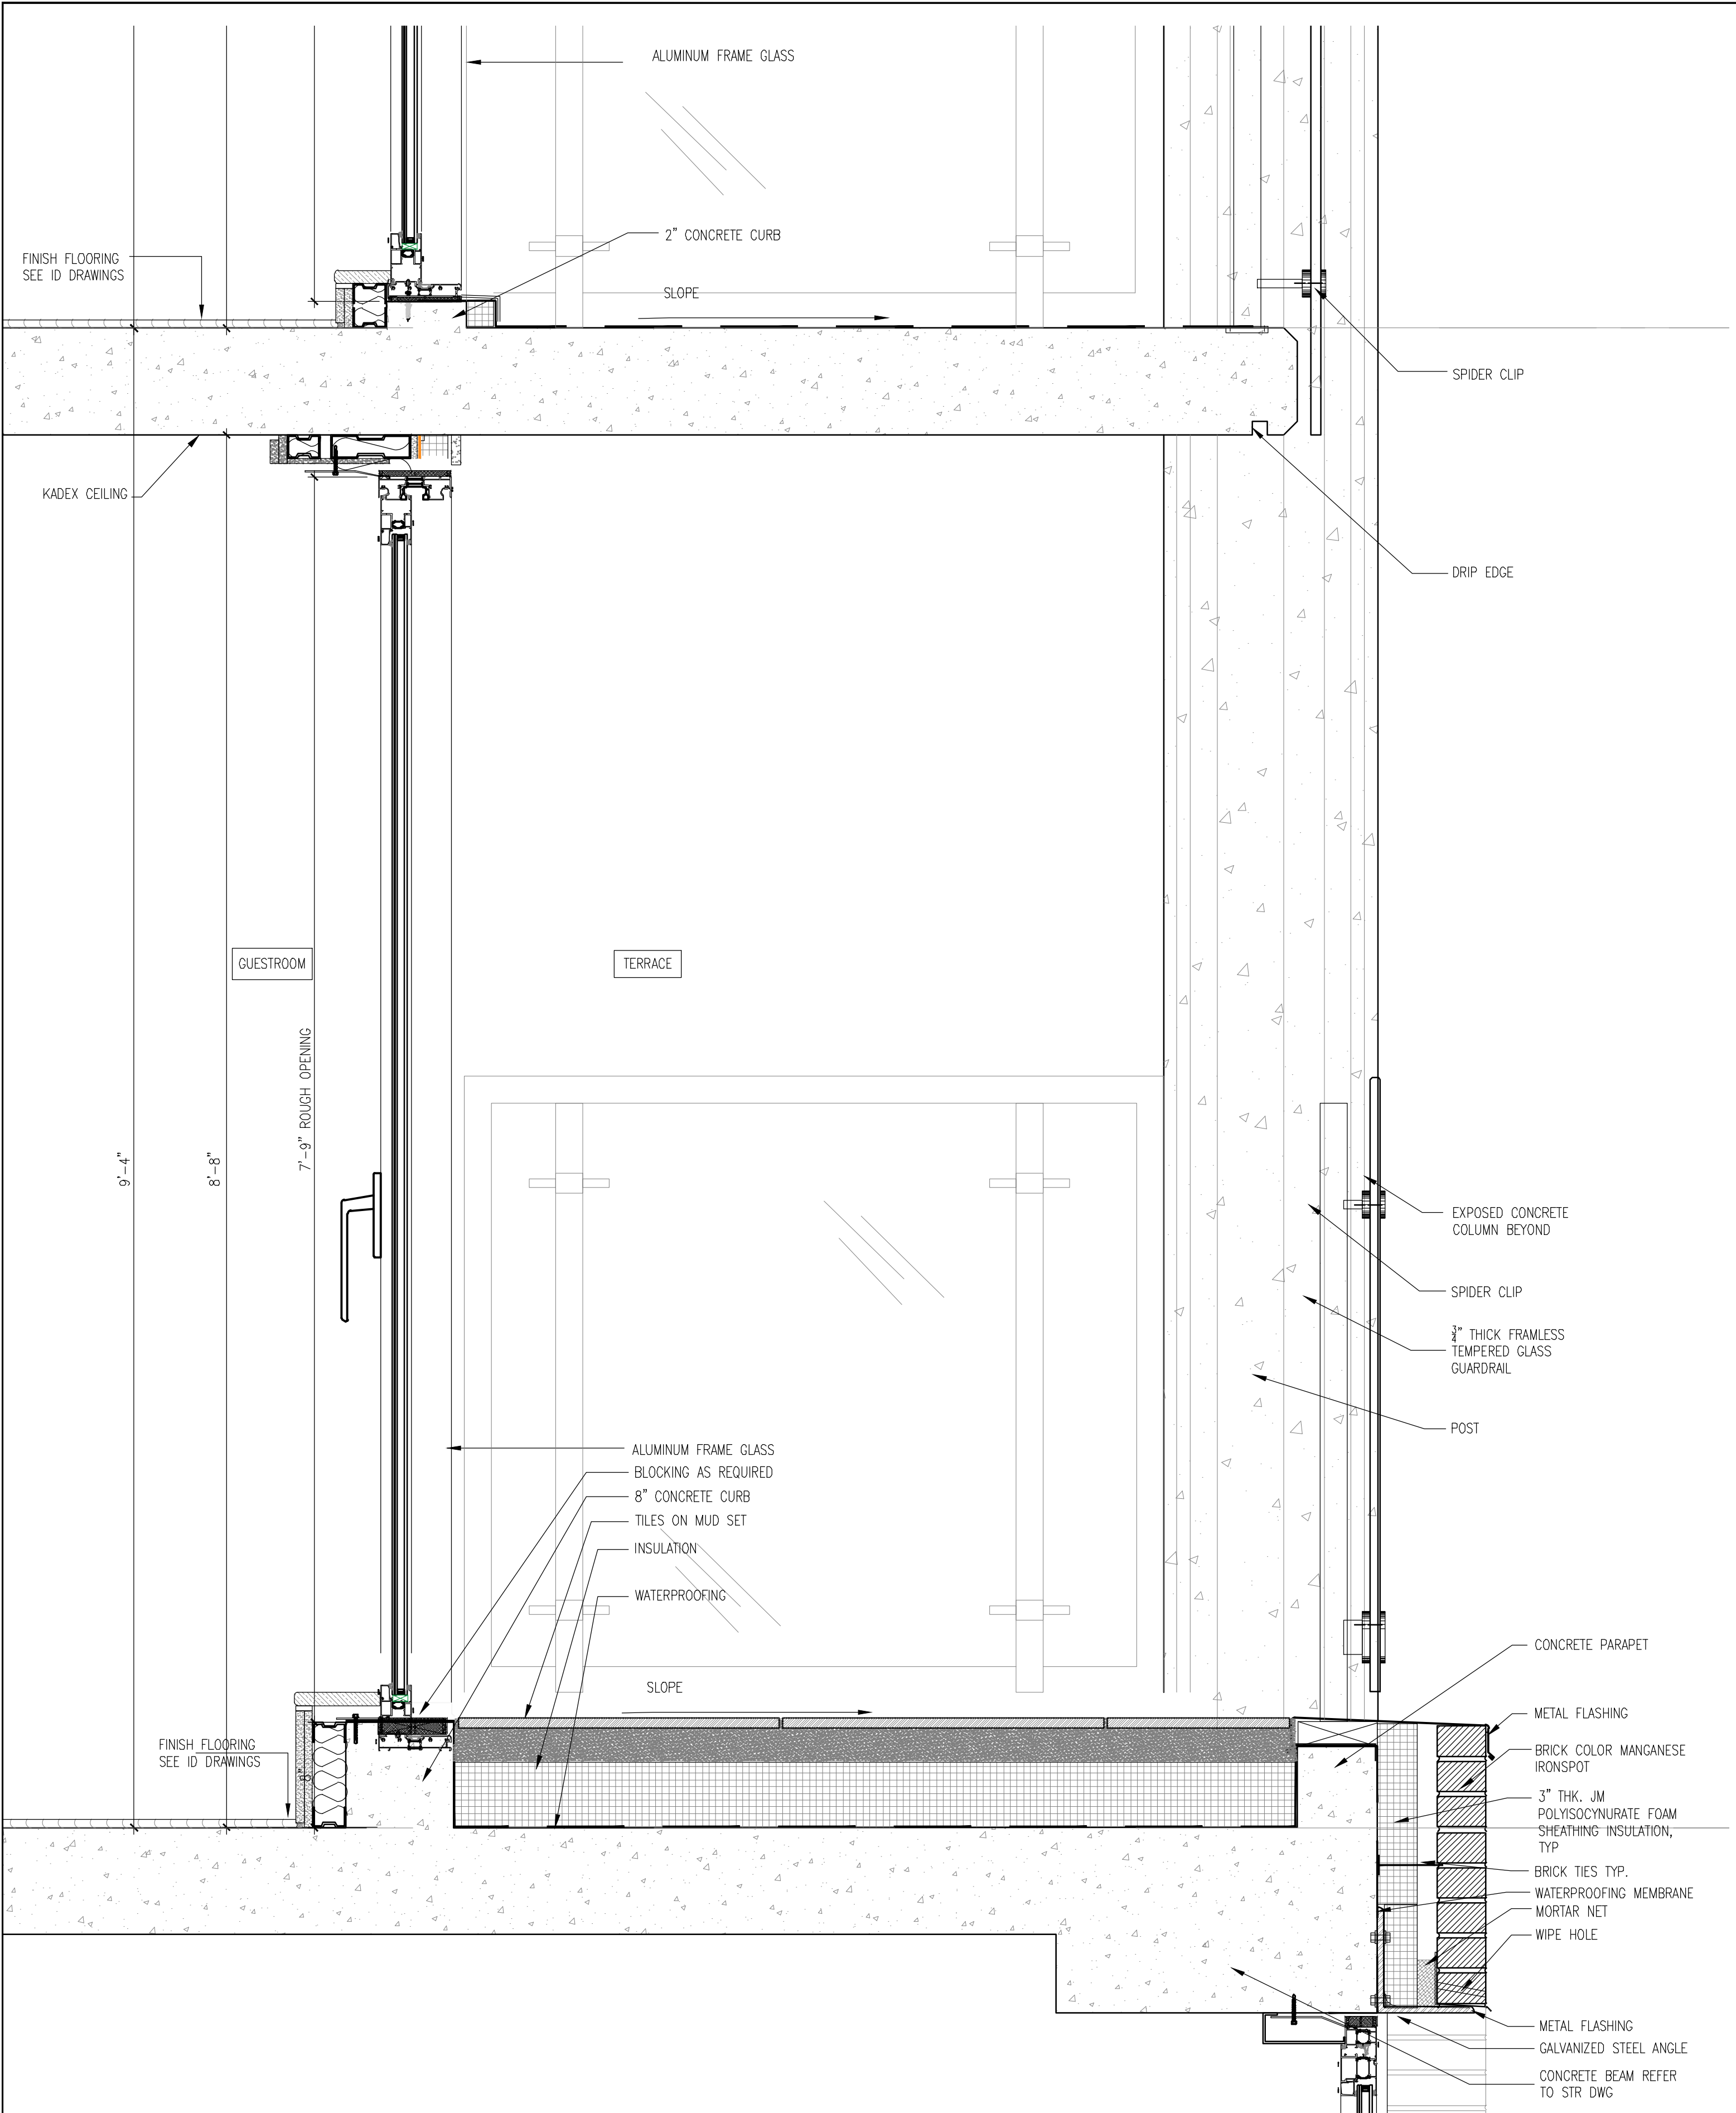 ALUMINUM FRAME GLASS
2" CONCRETE CURB
FINISH FLOORING
SEE ID DRAWINGS
SLOPE
SPIDER CLIP
KADEX CEILING
DRIP EDGE
GUESTROOM
TERRACE
7'-9" ROUGH OPENING
9'-4"
8'-8"
EXPOSED CONCRETE
COLUMN BEYOND
SPIDER CLIP
3/4" THICK FRAMLESS
TEMPERED GLASS
GUARDRAIL
POST
ALUMINUM FRAME GLASS
BLOCKING AS REQUIRED
8" CONCRETE CURB
TILES ON MUD SET
INSULATION
WATERPROOFING
CONCRETE PARAPET
SLOPE
METAL FLASHING
FINISH FLOORING
SEE ID DRAWINGS
8"
BRICK COLOR MANGANESE
IRONSPOT
3" THK. JM
POLYISOCYNURATE FOAM
SHEATHING INSULATION,
TYP
BRICK TIES TYP.
WATERPROOFING MEMBRANE
MORTAR NET
WIPE HOLE
METAL FLASHING
GALVANIZED STEEL ANGLE
CONCRETE BEAM REFER
TO STR DWG